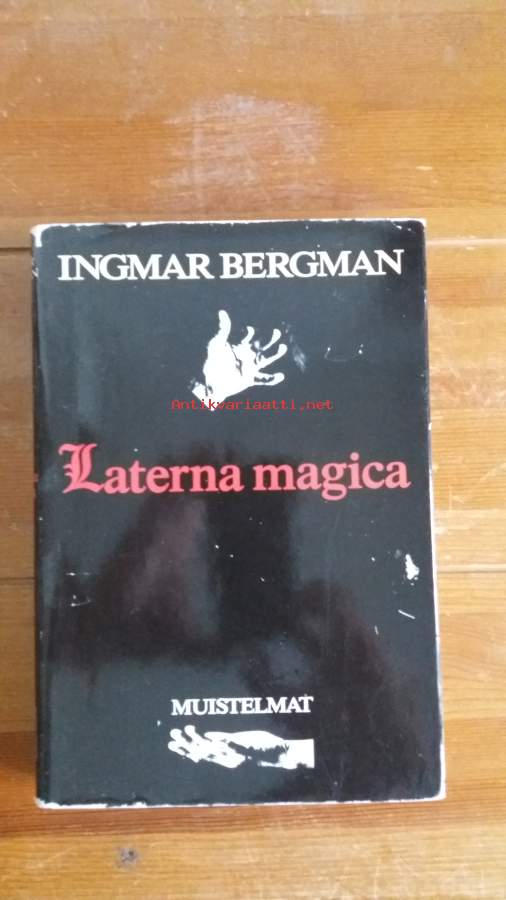 INGMAR BERGMAN
Antikvariaatti.net
Laterna magica
MUISTELMAT